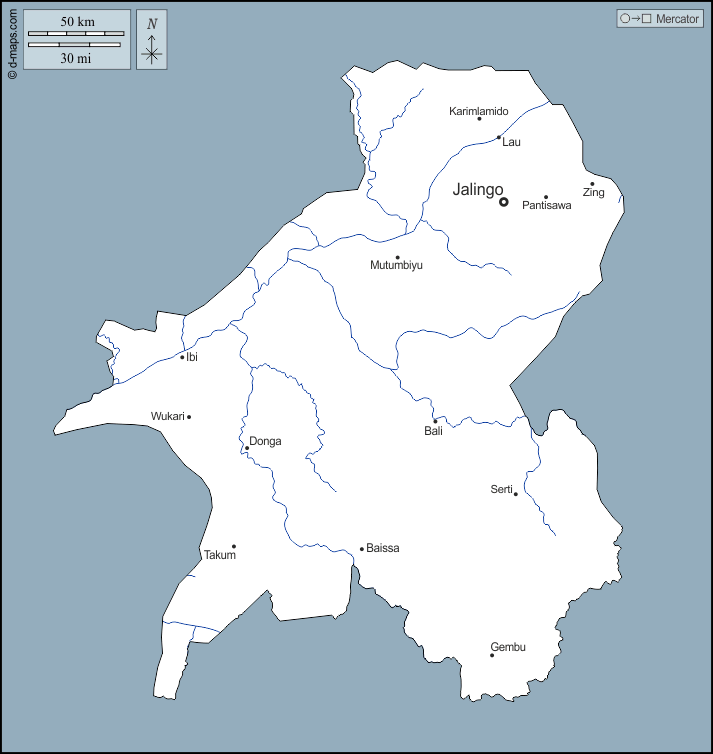 © d-maps.com
50 km
30 mi
N
Mercator
Karimlamido
Lau
Jalingo
Zing
Pantisawa
Mutumbiyu
Ibi
Wukari
Bali
Donga
Serti
Takum
Baissa
Gembu